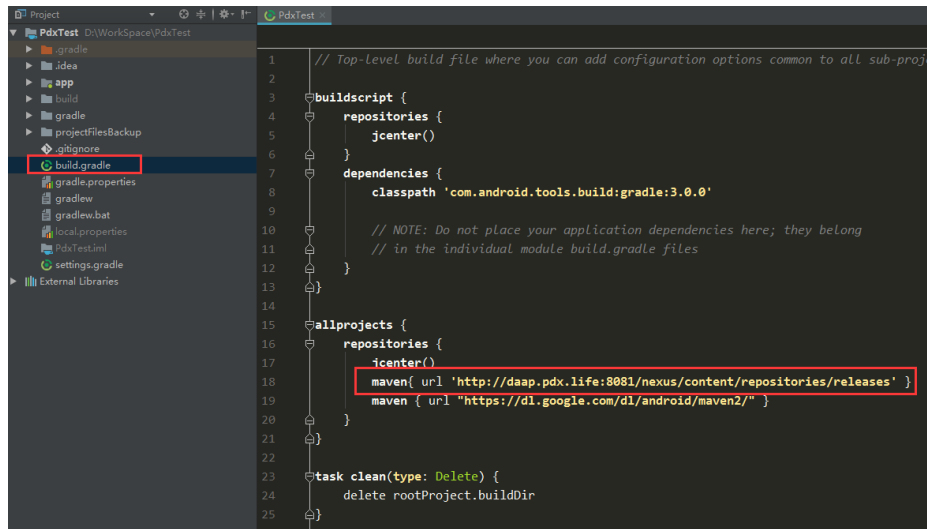 Project
PdxTest
PdxTest D:\WorkSpace\PdxTest
.gradle
.idea
app
build
gradle
projectFilesBackup
.gitignore
build.gradle
gradle.properties
gradlew
gradlew.bat
local.properties
PdxTest.iml
settings.gradle
External Libraries
1 // Top-level build file where you can add configuration options common to all sub-proj
2
3 buildscript {
4 repositories {
5 jcenter()
6 }
7 dependencies {
8 classpath 'com.android.tools.build:gradle:3.0.0'
9
10 // NOTE: Do not place your application dependencies here; they belong
11 // in the individual module build.gradle files
12 }
13 }
14
15 allprojects {
16 repositories {
17 jcenter()
18 maven{ url 'http://daap.pdx.life:8081/nexus/content/repositories/releases' }
19 maven { url "https://dl.google.com/dl/android/maven2/" }
20 }
21 }
22
23 task clean(type: Delete) {
24 delete rootProject.buildDir
25 }